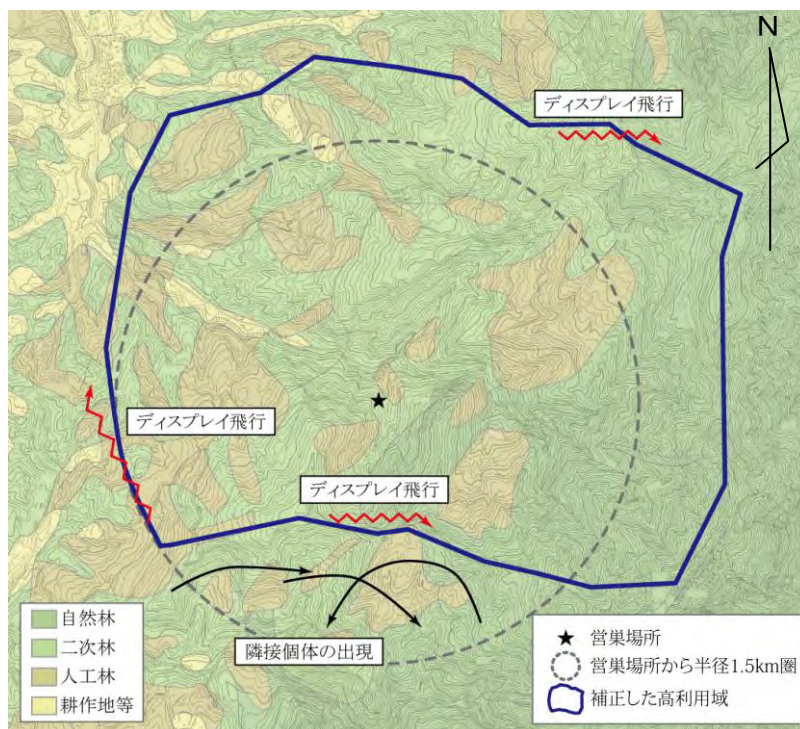 N
ディスプレイ飛行
ディスプレイ飛行
ディスプレイ飛行
隣接個体の出現
自然林
二次林
人工林
耕作地等
営巣場所
営巣場所から半径1.5km圏
補正した高利用域